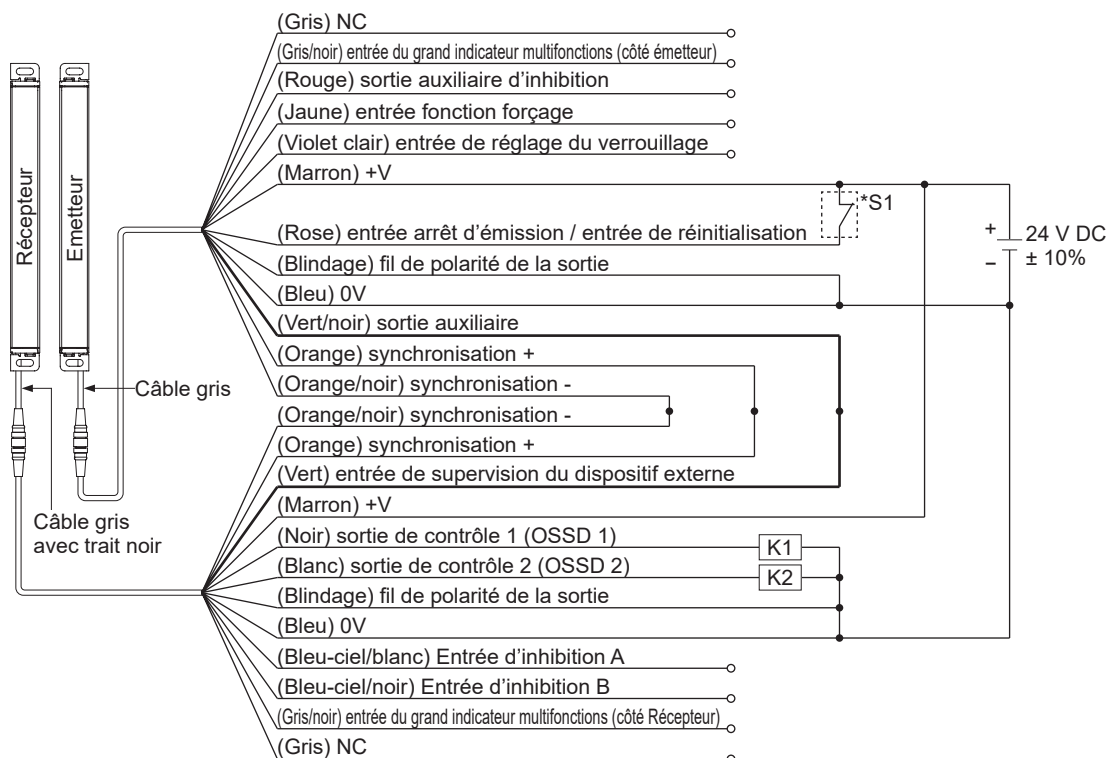 (Gris) NC
(Gris/noir) entrée du grand indicateur multifonctions (côté émetteur)
(Rouge) sortie auxiliaire d’inhibition
(Jaune) entrée fonction forçage
(Violet clair) entrée de réglage du verrouillage
(Marron) +V
*S1
(Rose) entrée arrêt d’émission / entrée de réinitialisation
+
24 V DC
–
± 10%
(Blindage) fil de polarité de la sortie
(Bleu) 0V
(Vert/noir) sortie auxiliaire
(Orange) synchronisation +
(Orange/noir) synchronisation -
(Orange/noir) synchronisation -
(Orange) synchronisation +
(Vert) entrée de supervision du dispositif externe
(Marron) +V
(Noir) sortie de contrôle 1 (OSSD 1)
K1
(Blanc) sortie de contrôle 2 (OSSD 2)
K2
(Blindage) fil de polarité de la sortie
(Bleu) 0V
(Bleu-ciel/blanc) Entrée d’inhibition A
(Bleu-ciel/noir) Entrée d’inhibition B
(Gris/noir) entrée du grand indicateur multifonctions (côté Récepteur)
(Gris) NC
Récepteur
Emetteur
Câble gris
Câble gris
avec trait noir